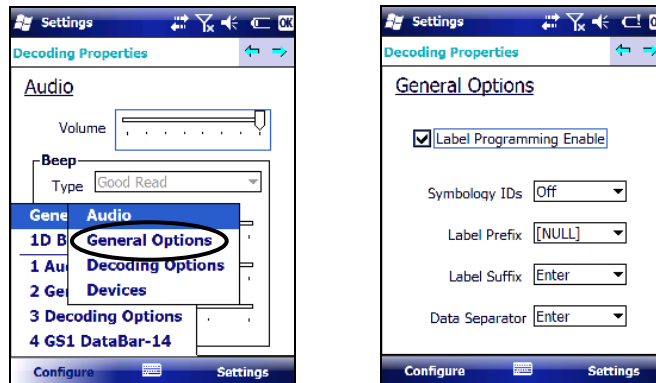 Settings
OK
Decoding Properties
Audio
Volume
Beep
Type Good Read
Gene Audio
1D B General Options
1 Au Decoding Options
2 Ge Devices
3 Decoding Options
4 GS1 DataBar-14
Configure Settings
Settings
Decoding Properties
General Options
Label Programming Enable
Symbology IDs Off
Label Prefix [NULL]
Label Suffix Enter
Data Separator Enter
Configure Settings